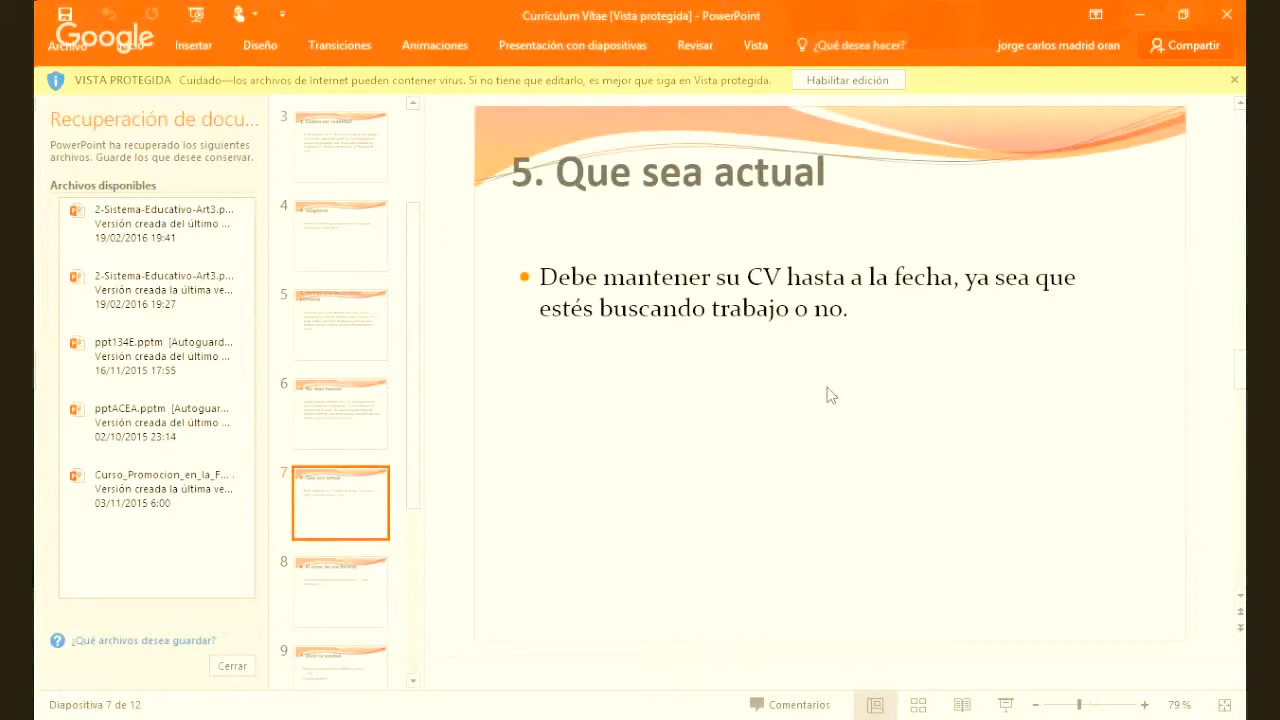 Currículum Vítae [Vista protegida] - PowerPoint
Google
Archivo
Insertar
Diseño
Transiciones
Animaciones
Presentación con diapositivas
Revisar
Vista
¿Qué desea hacer?
jorge carlos madrid oran
Compartir
VISTA PROTEGIDA Cuidado—los archivos de Internet pueden contener virus. Si no tiene que editarlo, es mejor que siga en Vista protegida.
Habilitar edición
Recuperación de docu...
PowerPoint ha recuperado los siguientes
archivos. Guarde los que desee conservar.
Archivos disponibles
2-Sistema-Educativo-Art3.p...
Versión creada del último ...
19/02/2016 19:41
2-Sistema-Educativo-Art3.p...
Versión creada la última ve...
19/02/2016 19:27
ppt134E.pptm [Autoguard...
Versión creada del último ...
16/11/2015 17:55
pptACEA.pptm [Autoguar...
Versión creada del último ...
02/10/2015 23:14
Curso_Promocion_en_la_F...
Versión creada la última ve...
03/11/2015 6:00
¿Qué archivos desea guardar?
Cerrar
3
4
5
6
7
8
9
5. Que sea actual
Debe mantener su CV hasta a la fecha, ya sea que
estés buscando trabajo o no.
Diapositiva 7 de 12
Comentarios
79 %